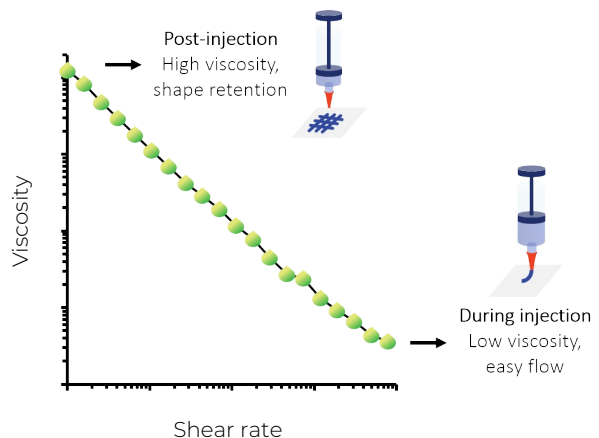 Post-injection
High viscosity,
shape retention
Viscosity
During injection
Low viscosity,
easy flow
Shear rate